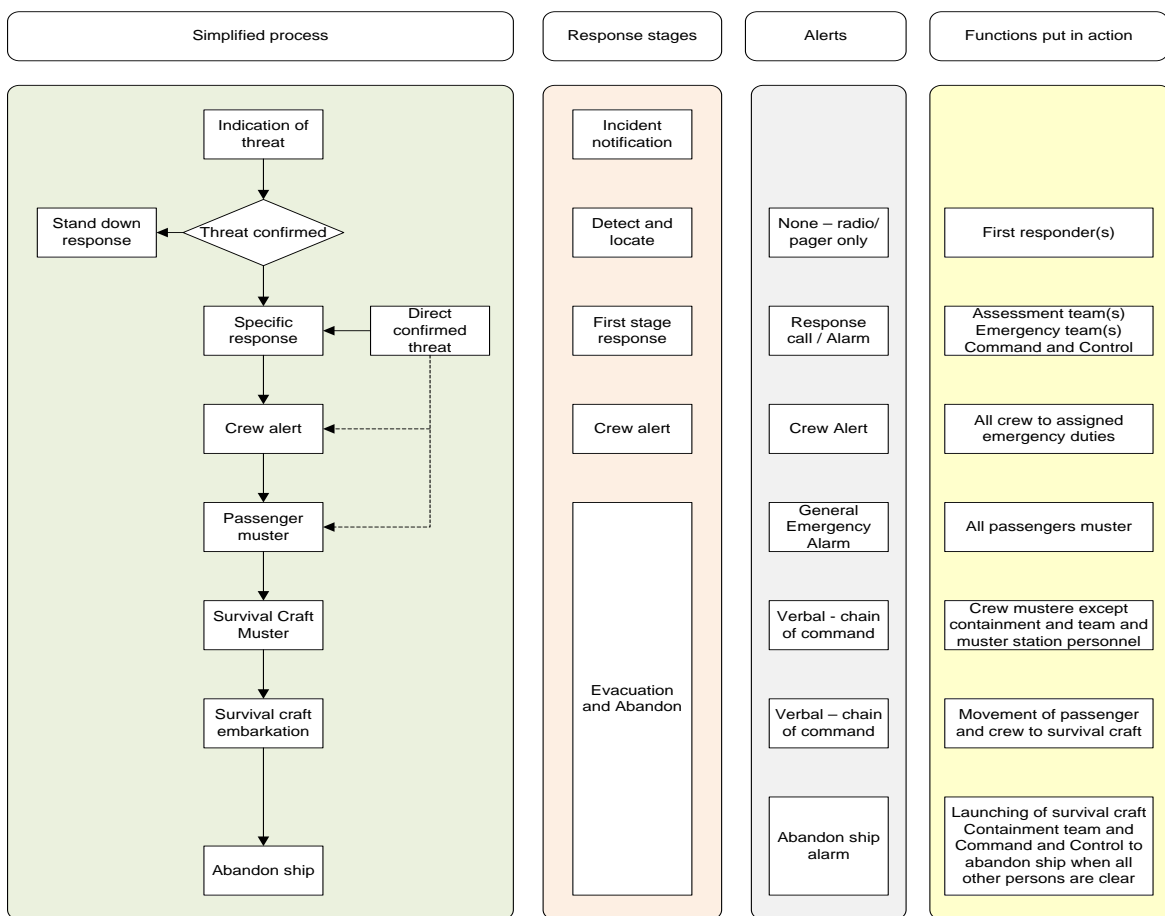 Simplified process
Response stages
Alerts
Functions put in action
Indication of
threat
Incident
notification
Stand down
response
Threat confirmed
Detect and
locate
None – radio/
pager only
First responder(s)
Specific
response
Direct
confirmed
threat
First stage
response
Response
call / Alarm
Assessment team(s)
Emergency team(s)
Command and Control
Crew alert
Crew alert
Crew Alert
All crew to assigned
emergency duties
Passenger
muster
General
Emergency
Alarm
All passengers muster
Survival Craft
Muster
Evacuation
and Abandon
Verbal - chain
of command
Crew mustere except
containment and team and
muster station personnel
Survival craft
embarkation
Verbal – chain
of command
Movement of passenger
and crew to survival craft
Abandon ship
Abandon ship
alarm
Launching of survival craft
Containment team and
Command and Control to
abandon ship when all
other persons are clear